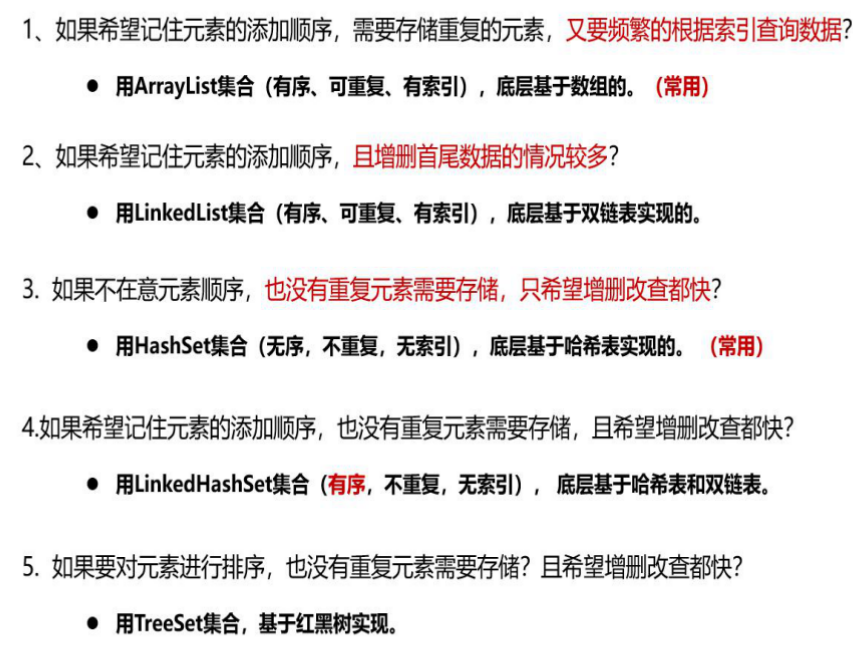 1、如果希望记住元素的添加顺序，需要存储重复的元素，又要频繁的根据索引查询数据？
● 用ArrayList集合（有序、可重复、有索引），底层基于数组的。（常用）
2、如果希望记住元素的添加顺序，且增删首尾数据的情况较多？
● 用LinkedList集合（有序、可重复、有索引），底层基于双链表实现的。
3. 如果不在意元素顺序，也没有重复元素需要存储，只希望增删改查都快？
● 用HashSet集合（无序，不重复，无索引），底层基于哈希表实现的。（常用）
4.如果希望记住元素的添加顺序，也没有重复元素需要存储，且希望增删改查都快？
● 用LinkedHashSet集合（有序，不重复，无索引）， 底层基于哈希表和双链表。
5. 如果要对元素进行排序，也没有重复元素需要存储？且希望增删改查都快？
● 用TreeSet集合，基于红黑树实现。